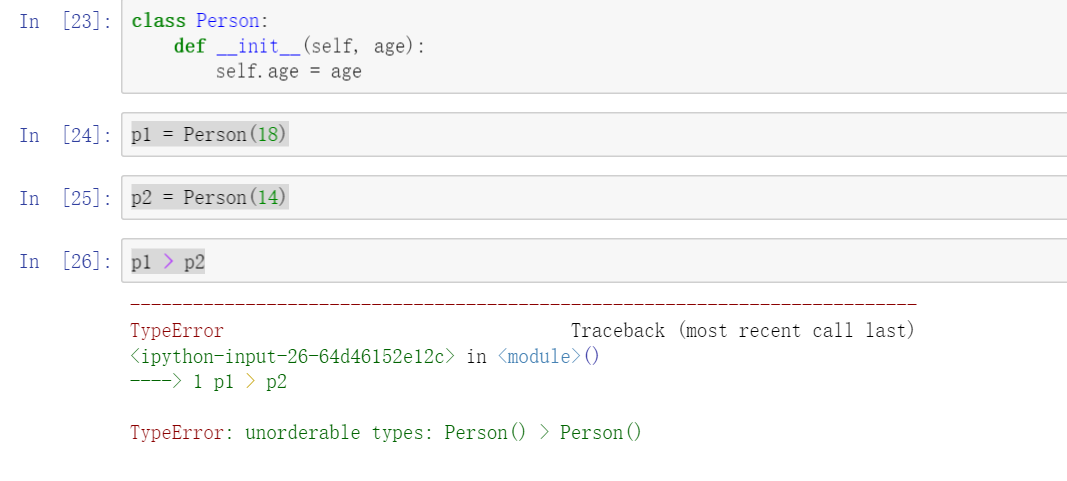 In [23]: class Person:
    def __init__(self, age):
        self.age = age
In [24]: p1 = Person(18)
In [25]: p2 = Person(14)
In [26]: p1 > p2
---------------------------------------------------------------------------
TypeError                                 Traceback (most recent call last)
<ipython-input-26-64d46152e12c> in <module>()
----> 1 p1 > p2
TypeError: unorderable types: Person() > Person()